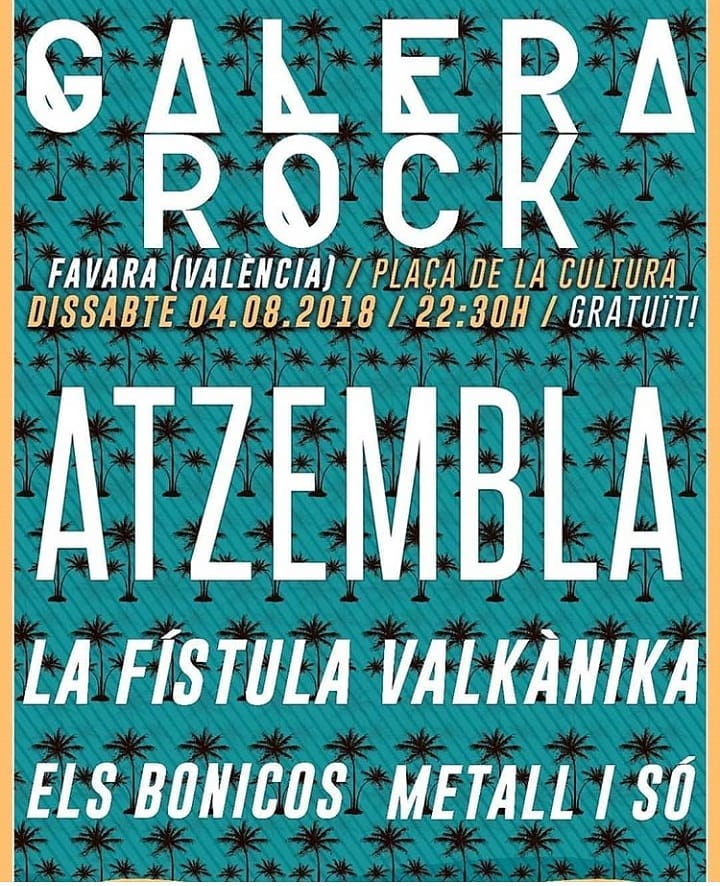 GALERA
ROCK
FAVARA (VALÈNCIA) / PLAÇA DE LA CULTURA
DISSABTE 04.08.2018 / 22:30H / GRATUÏT!
ATZEMBLA
LA FÍSTULA VALKÀNIKA
ELS BONICOS METALL I SÓ